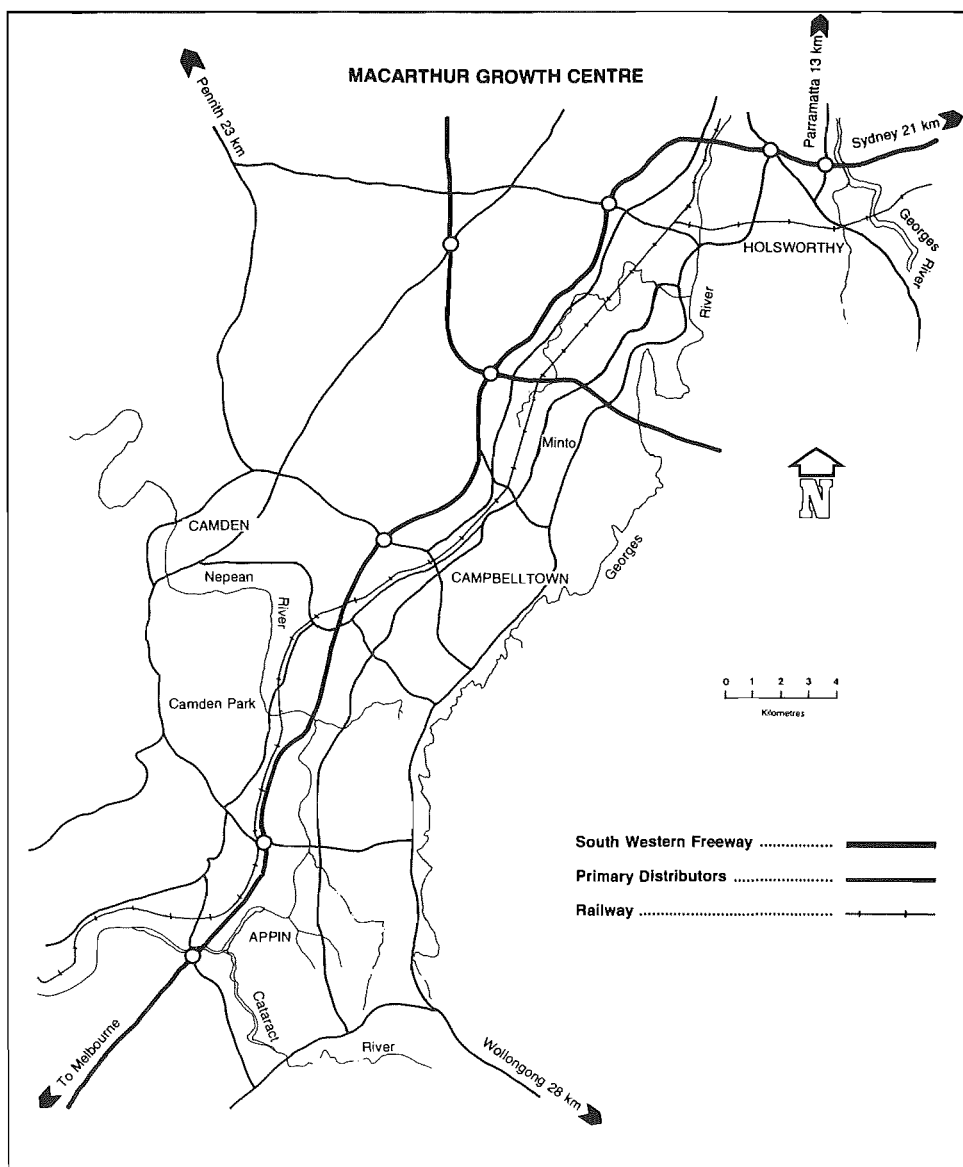 MACARTHUR GROWTH CENTRE
Penrith 23 km
Parramatta 13 km
Sydney 21 km
Georges
River
HOLSWORTHY
River
Minto
N
CAMDEN
Nepean
River
CAMPBELLTOWN
Georges
Camden Park
0 1 2 3 4
Kilometres
South Western Freeway ..............
Primary Distributors ..................
Railway ...................................
APPIN
Cataract
River
To Melbourne
Wollongong 28 km